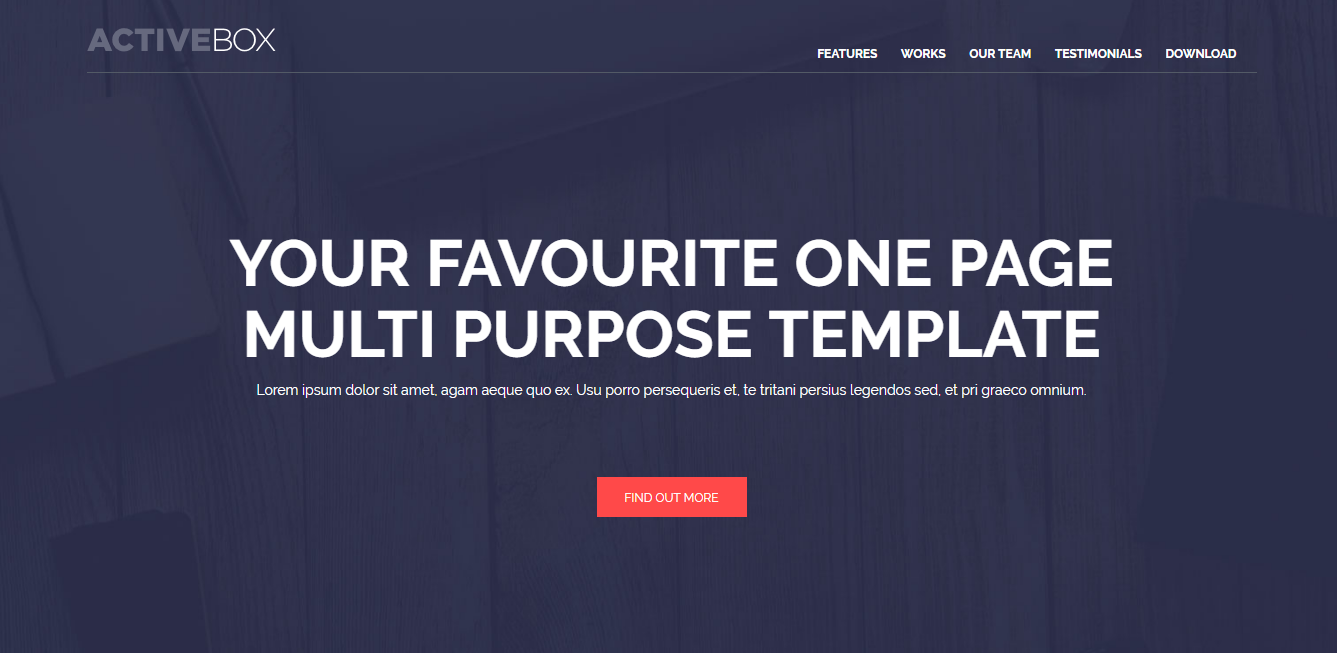 ACTIVEBOX
FEATURES WORKS OUR TEAM TESTIMONIALS DOWNLOAD
YOUR FAVOURITE ONE PAGE
MULTI PURPOSE TEMPLATE
Lorem ipsum dolor sit amet, agam aeque quo ex. Usu porro persequeris et, te tritani persius legendos sed, et pri graeco omnium.
FIND OUT MORE